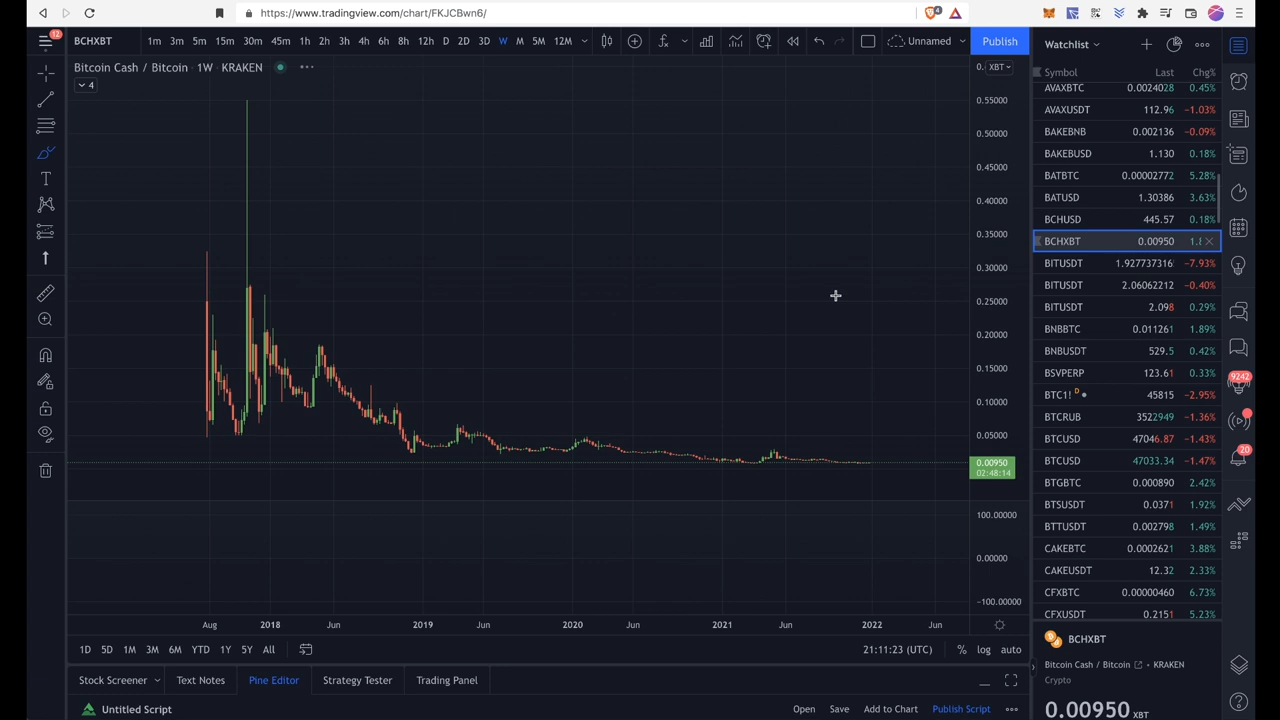 https://www.tradingview.com/chart/FKJCBwn6/
4
12
BCHXBT
1m 3m 5m 15m 30m 45m 1h 2h 3h 4h 6h 8h 12h D 2D 3D W M 5M 12M
Unnamed
Publish
Watchlist
Bitcoin Cash / Bitcoin · 1W · KRAKEN
4
0.
XBT
0.55000
0.50000
0.45000
0.40000
0.35000
0.30000
0.25000
0.20000
0.15000
0.10000
0.05000
0.00950
02:48:14
100.00000
0.00000
-100.00000
Aug 2018 Jun 2019 Jun 2020 Jun 2021 Jun 2022 Jun
1D 5D 1M 3M 6M YTD 1Y 5Y All
21:11:23 (UTC)
% log auto
Stock Screener Text Notes Pine Editor Strategy Tester Trading Panel
Untitled Script
Open Save Add to Chart Publish Script
Symbol Last Chg%
AVAXBTC 0.0024028 0.45%
AVAXUSDT 112.96 −1.03%
BAKEBNB 0.002136 −0.09%
BAKEBUSD 1.130 0.18%
BATBTC 0.00002772 5.28%
BATUSD 1.30386 3.63%
BCHUSD 445.57 0.18%
BCHXBT 0.00950
BITUSDT 1.927737316 −7.93%
BITUSDT 2.06062212 −0.40%
BITUSDT 2.098 0.29%
BNBBTC 0.011261 1.89%
BNBUSDT 529.5 0.42%
BSVPERP 123.61 0.33%
BTC1! D 45815 −2.95%
BTCRUB 3522949 −1.36%
BTCUSD 47046.87 −1.43%
BTCUSD 47033.34 −1.47%
BTGBTC 0.000890 2.42%
BTSUSDT 0.0371 1.92%
BTTUSDT 0.002798 1.49%
CAKEBTC 0.0002621 3.88%
CAKEUSDT 12.32 2.33%
CFXBTC 0.00000460 6.73%
CFXUSDT 0.2151 5.23%
BCHXBT
Bitcoin Cash / Bitcoin • KRAKEN
Crypto
0.00950 XBT
9242
20